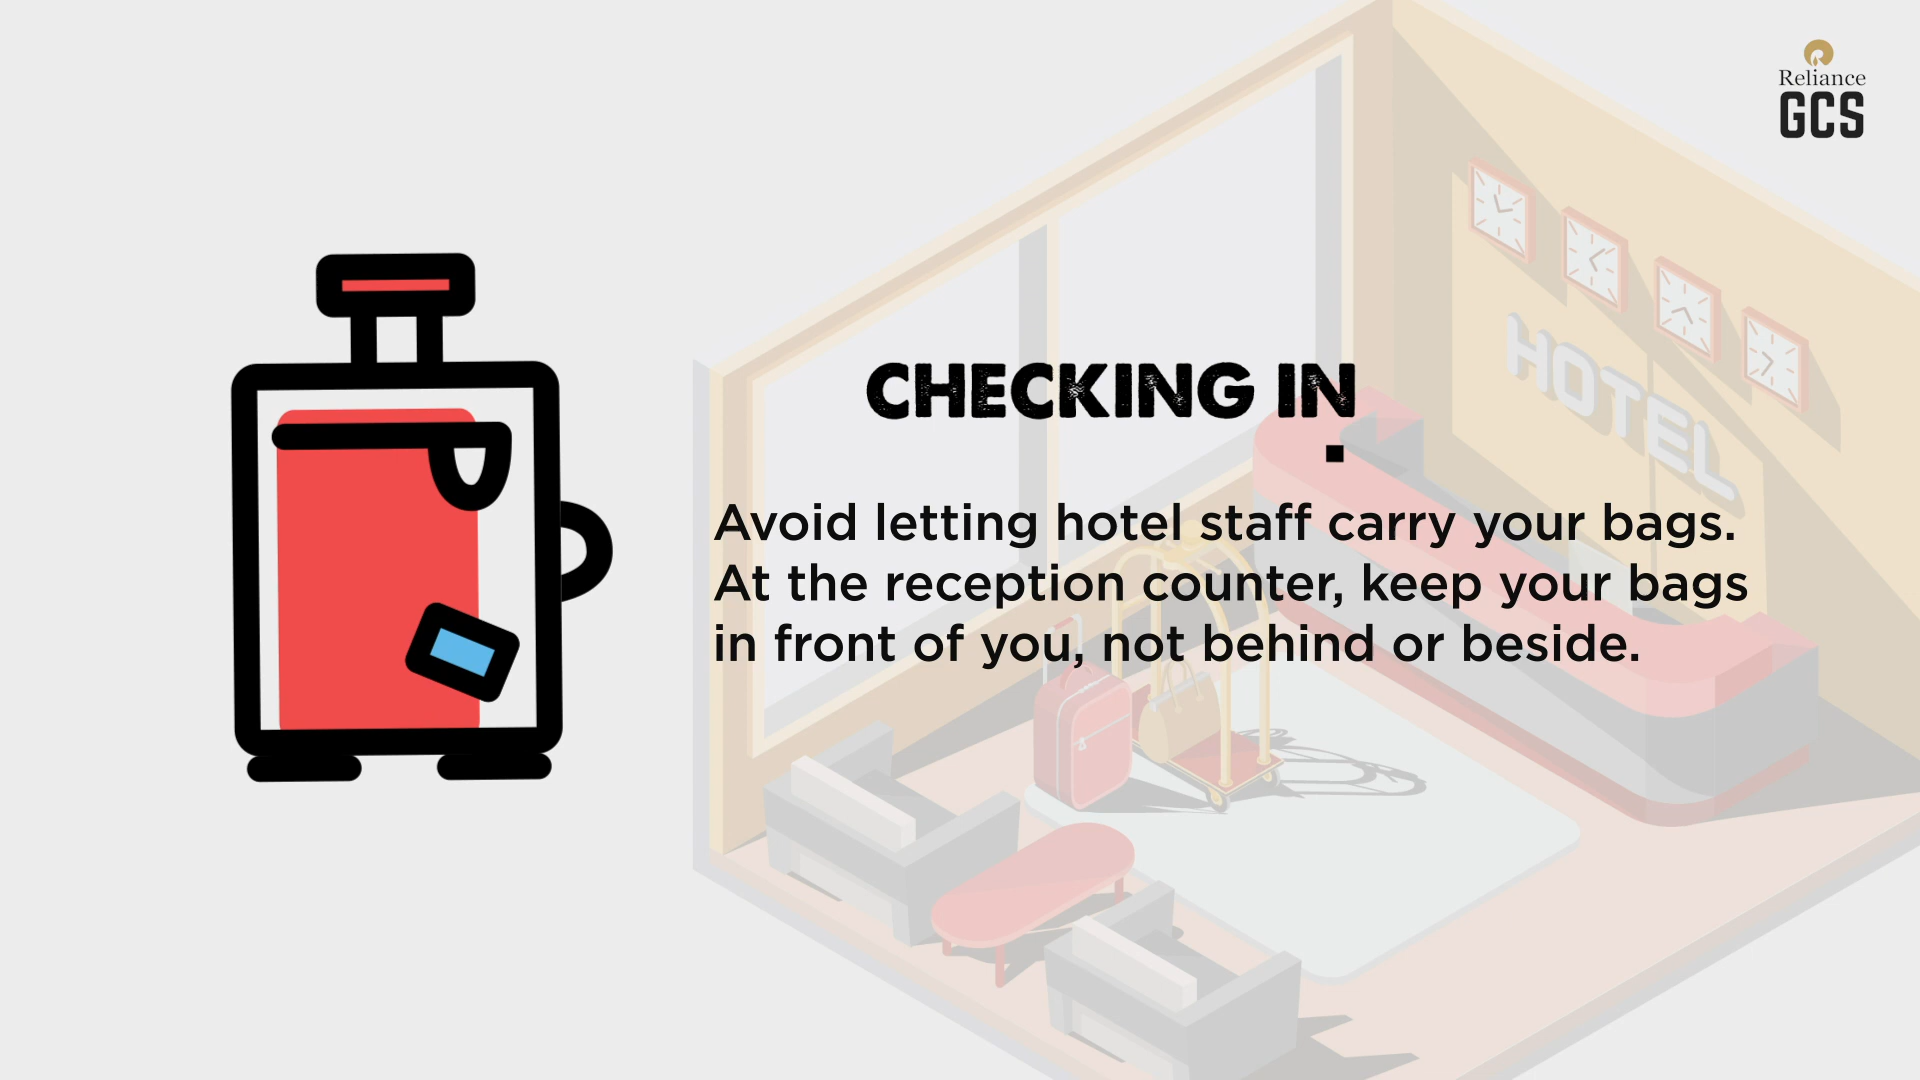 Reliance
GCS
HOTEL
CHECKING IN
Avoid letting hotel staff carry your bags.
At the reception counter, keep your bags
in front of you, not behind or beside.